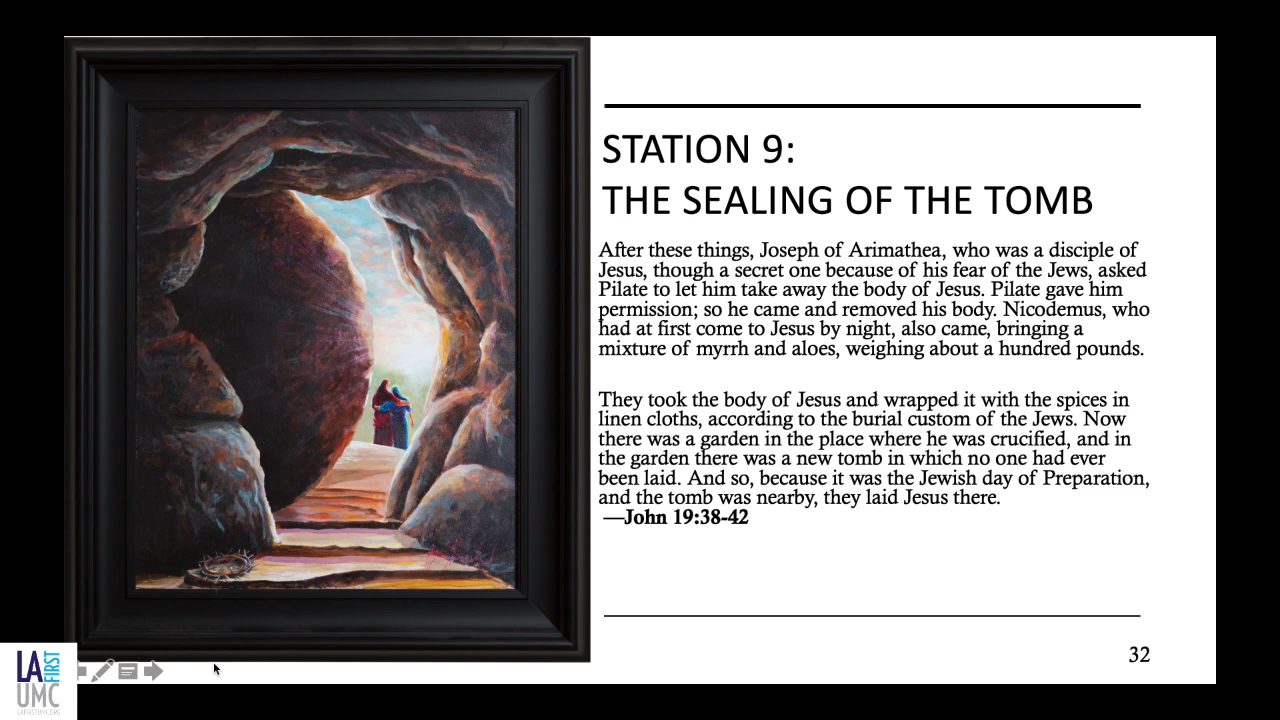 STATION 9:
THE SEALING OF THE TOMB
After these things, Joseph of Arimathea, who was a disciple of
Jesus, though a secret one because of his fear of the Jews, asked
Pilate to let him take away the body of Jesus. Pilate gave him
permission; so he came and removed his body. Nicodemus, who
had at first come to Jesus by night, also came, bringing a
mixture of myrrh and aloes, weighing about a hundred pounds.
They took the body of Jesus and wrapped it with the spices in
linen cloths, according to the burial custom of the Jews. Now
there was a garden in the place where he was crucified, and in
the garden there was a new tomb in which no one had ever
been laid. And so, because it was the Jewish day of Preparation,
and the tomb was nearby, they laid Jesus there.
—John 19:38-42
32
LA FIRST
UMC
LAFIRSTUMC.ORG